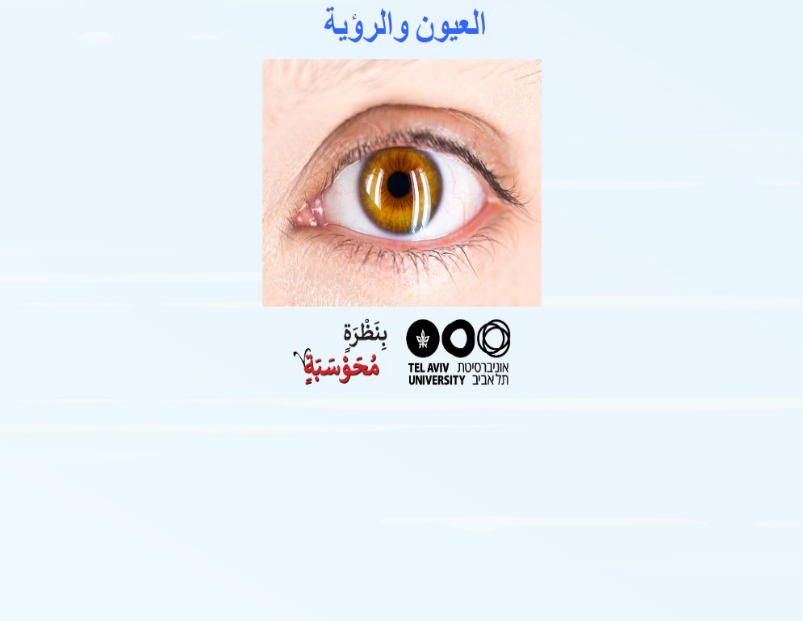 العيون والرؤية
بِنَظْرَةٍ
مُحَوْسَبَةٍ
TEL AVIV אוניברסיטת
UNIVERSITY תל אביב